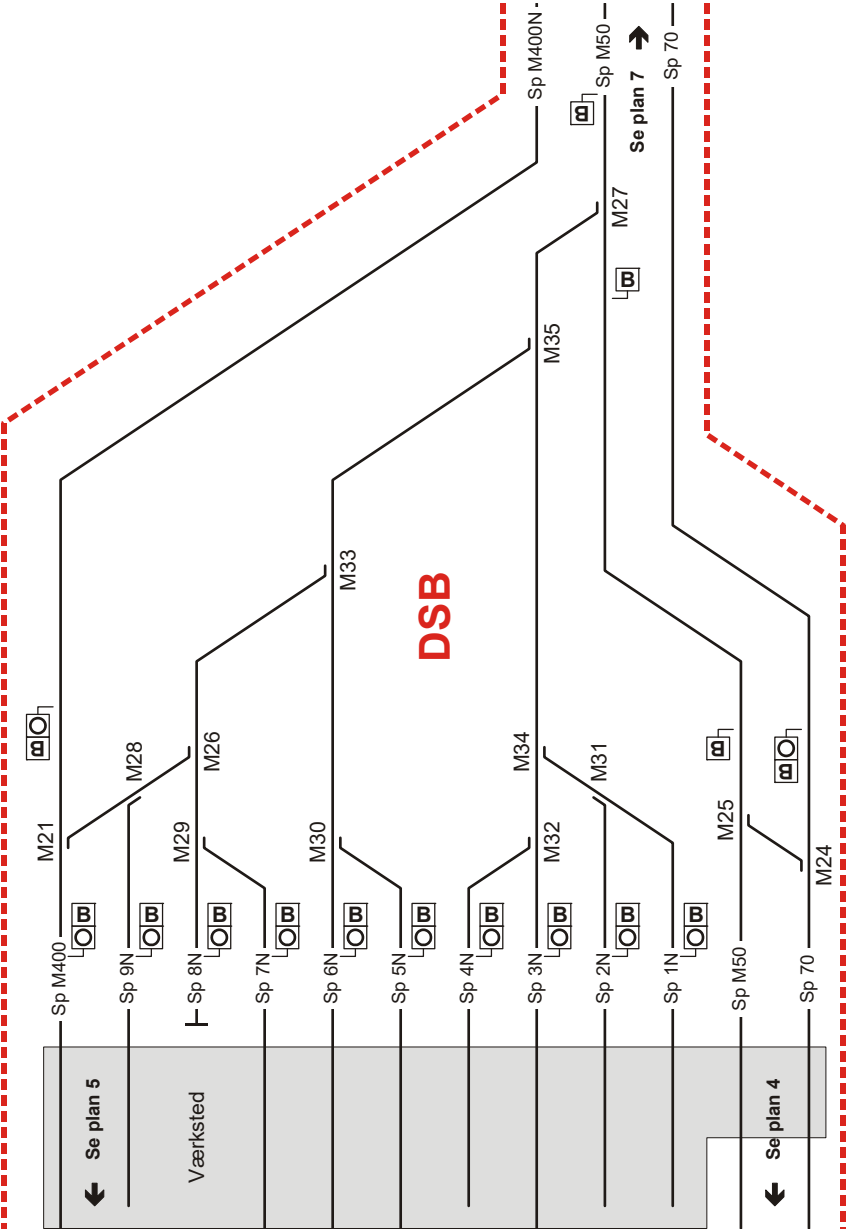 Sp M400N
Sp M50
Se plan 7
Sp 70
B
M27
B
M35
M33
DSB
B
M28
M26
M34
M31
B
B
M21
M29
M30
M32
M25
M24
B
B
B
B
B
B
B
B
B
B
Sp M400
Sp 9N
Sp 8N
Sp 7N
Sp 6N
Sp 5N
Sp 4N
Sp 3N
Sp 2N
Sp 1N
Sp M50
Sp 70
Se plan 5
Værksted
Se plan 4